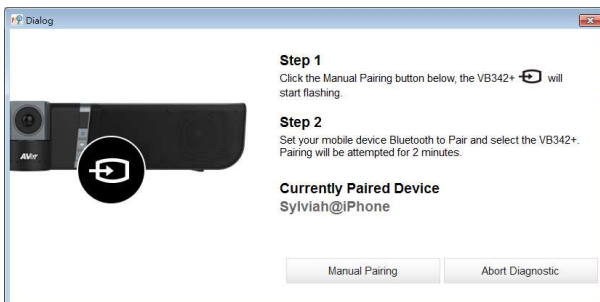 Dialog
Step 1
Click the Manual Pairing button below, the VB342+ will
start flashing.
Step 2
Set your mobile device Bluetooth to Pair and select the VB342+.
Pairing will be attempted for 2 minutes.
AVer
Currently Paired Device
Sylviah@iPhone
Manual Pairing
Abort Diagnostic